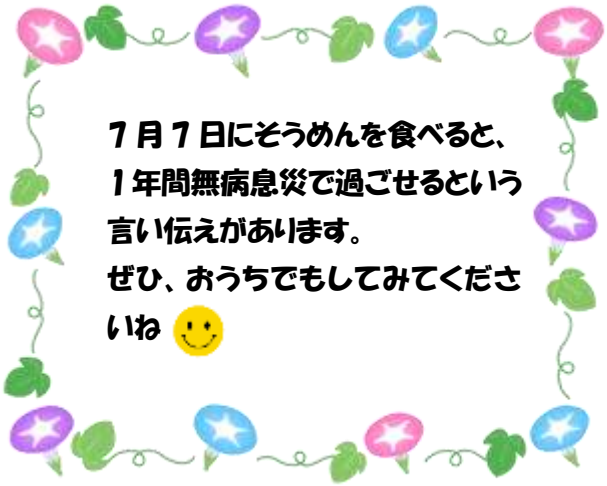 ７月７日にそうめんを食べると、
１年間無病息災で過ごせるという
言い伝えがあります。
ぜひ、おうちでもしてみてくださ
いね